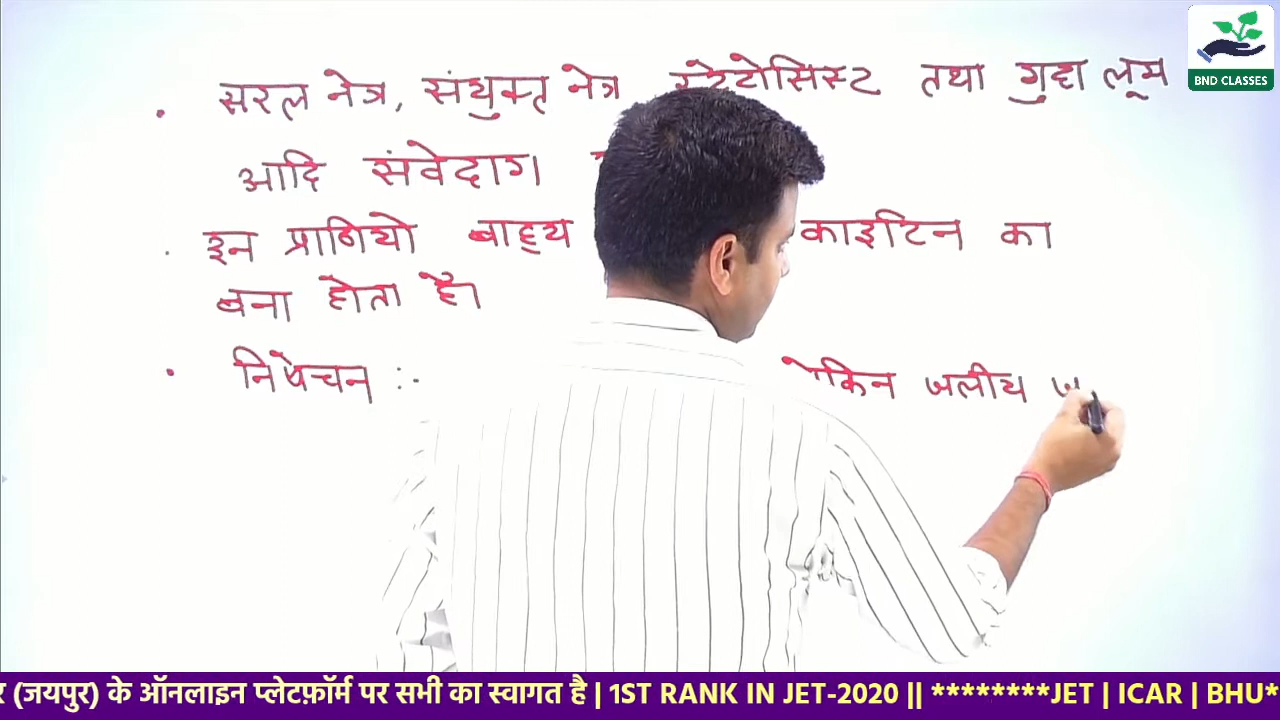 BND CLASSES
सरल नेत्र, संयुक्त नेत्र स्टेटोसिस्ट तथा गुदा लूम
आदि संवेदाग।
इन प्राणियो बाह्य काइटिन का
बना होता है।
निषेचन :- लेकिन जलीय
र (जयपुर) के ऑनलाइन प्लेटफ़ॉर्म पर सभी का स्वागत है | 1ST RANK IN JET-2020 || ********JET | ICAR | BHU*